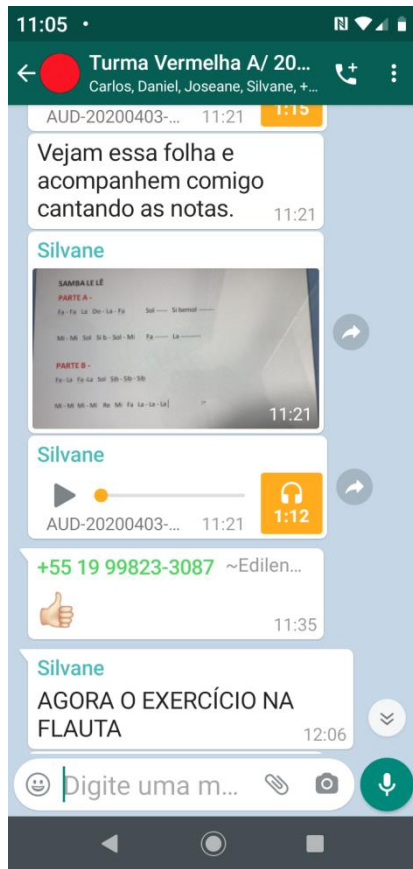 11:05
Turma Vermelha A/ 20...
Carlos, Daniel, Joseane, Silvane, +...
AUD-20200403-... 11:21 1:15
Vejam essa folha e
acompanhem comigo
cantando as notas. 11:21
Silvane
SAMBA LE LÊ
PARTE A -
Fa - Fa La Do - La - Fa Sol ---- Si bemol -----
Mi - Mi Sol Si b - Sol - Mi Fa ---- La --------
PARTE B -
Fa - La Fa -La Sol Sib - Sib - Sib
Mi - Mi Mi - Mi Re Mi Fa La - La - La
11:21
Silvane
AUD-20200403-... 11:21 1:12
+55 19 99823-3087 ~Edilen...
11:35
Silvane
AGORA O EXERCÍCIO NA
FLAUTA 12:06
Digite uma m...